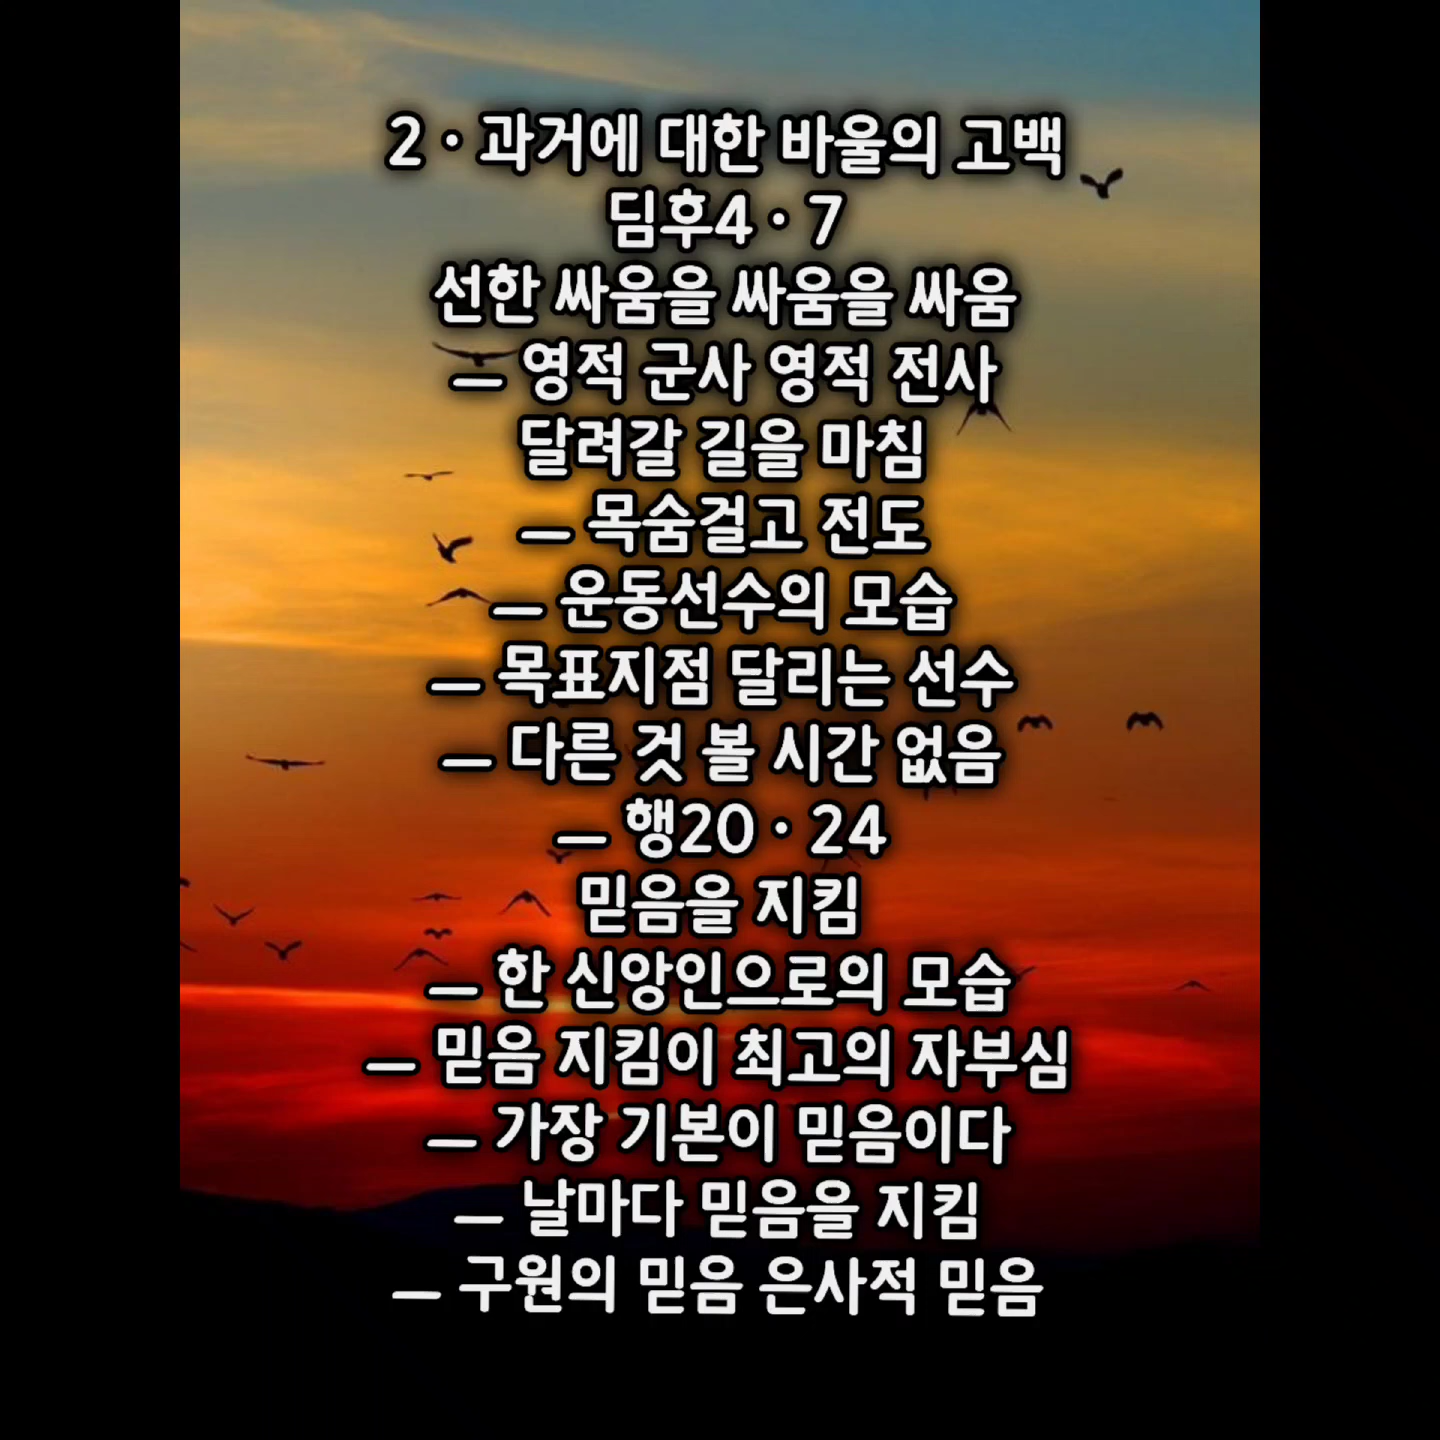 2·과거에 대한 바울의 고백
딤후4·7
선한 싸움을 싸움을 싸움
ㅡ 영적 군사 영적 전사
달려갈 길을 마침
ㅡ 목숨걸고 전도
ㅡ 운동선수의 모습
ㅡ 목표지점 달리는 선수
ㅡ 다른 것 볼 시간 없음
ㅡ 행20·24
믿음을 지킴
ㅡ 한 신앙인으로의 모습
ㅡ 믿음 지킴이 최고의 자부심
ㅡ 가장 기본이 믿음이다
ㅡ 날마다 믿음을 지킴
ㅡ 구원의 믿음 은사적 믿음